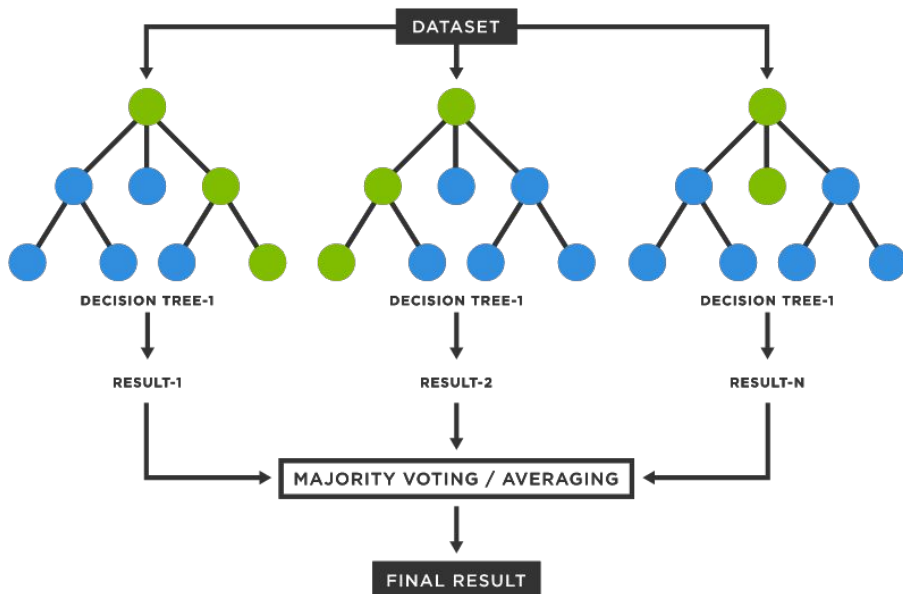 DATASET
DECISION TREE-1
DECISION TREE-1
DECISION TREE-1
RESULT-1
RESULT-2
RESULT-N
MAJORITY VOTING / AVERAGING
FINAL RESULT